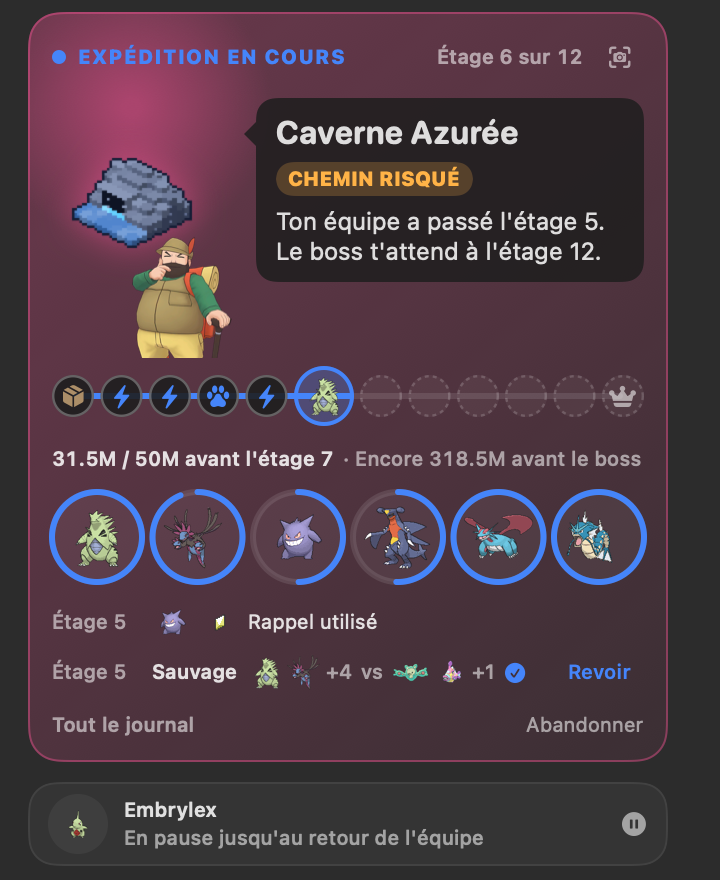 EXPÉDITION EN COURS
Étage 6 sur 12
Caverne Azurée
CHEMIN RISQUÉ
Ton équipe a passé l'étage 5.
Le boss t'attend à l'étage 12.
31.5M / 50M avant l'étage 7 · Encore 318.5M avant le boss
Étage 5 Rappel utilisé
Étage 5 Sauvage +4 vs +1 Revoir
Tout le journal
Abandonner
Embrylex
En pause jusqu'au retour de l'équipe